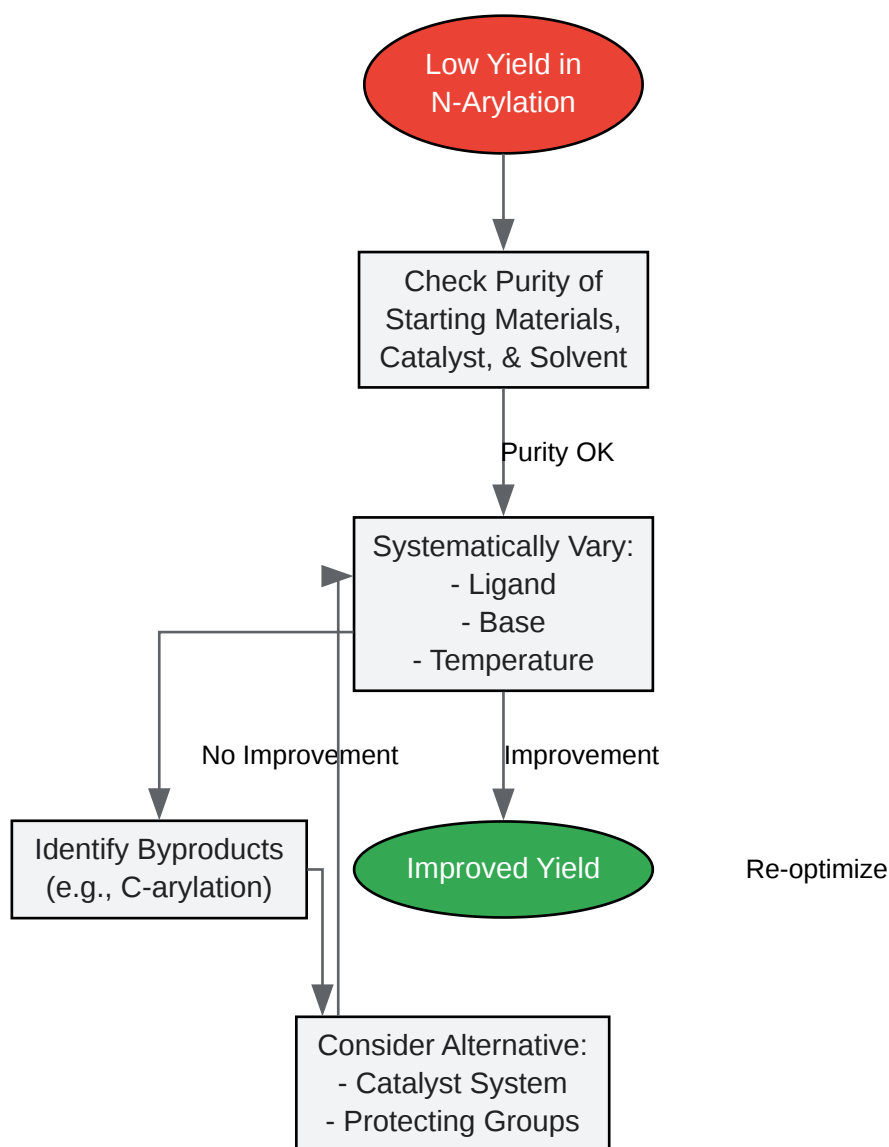 Low Yield in
N-Arylation
Check Purity of
Starting Materials,
Catalyst, & Solvent
Purity OK
Systematically Vary:
- Ligand
- Base
- Temperature
No Improvement
Improvement
Identify Byproducts
(e.g., C-arylation)
Improved Yield
Re-optimize
Consider Alternative:
- Catalyst System
- Protecting Groups